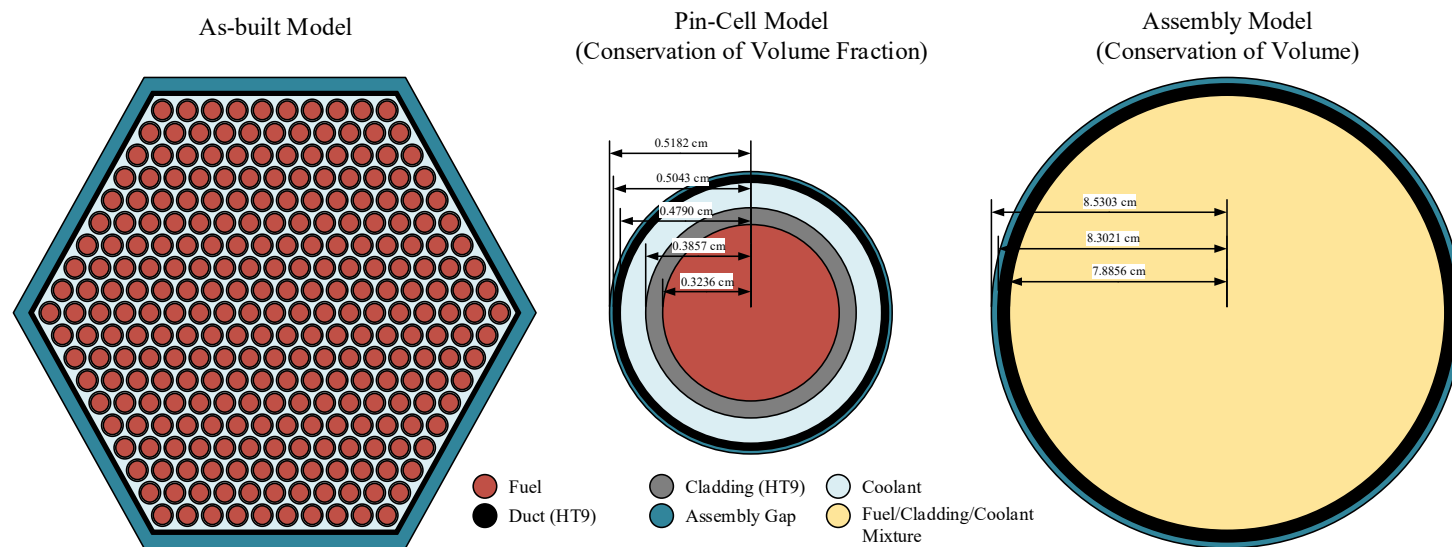 As-built Model
Pin-Cell Model
(Conservation of Volume Fraction)
Assembly Model
(Conservation of Volume)
0.5182 cm
0.5043 cm
0.4790 cm
0.3857 cm
0.3236 cm
8.5303 cm
8.3021 cm
7.8856 cm
Fuel
Cladding (HT9)
Coolant
Duct (HT9)
Assembly Gap
Fuel/Cladding/Coolant
Mixture